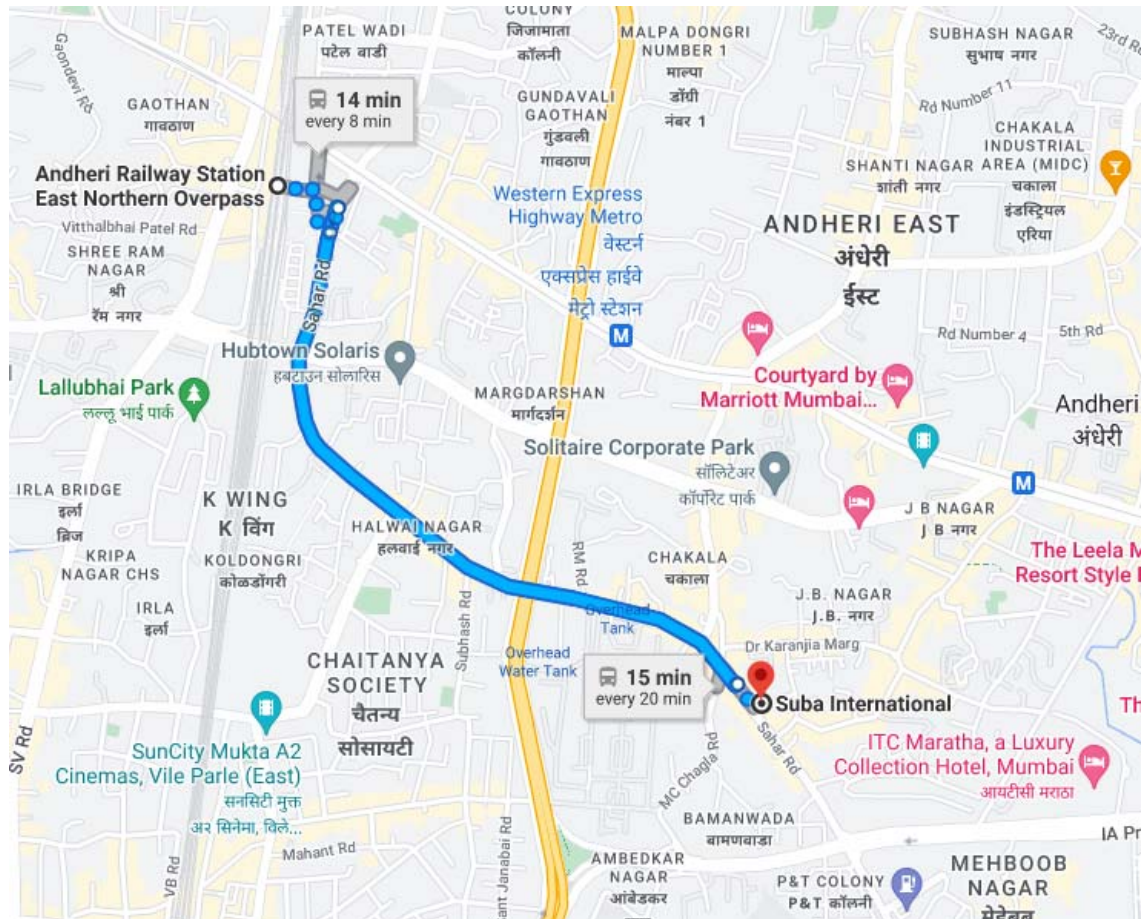 COLONY
जिजामाता
कॉलनी
PATEL WADI
पटेल वाडी
MALPA DONGRI
NUMBER 1
माल्पा
डोंग्री
नंबर 1
SUBHASH NAGAR
सुभाष नगर
23rd Rd
Gaondevi Rd
GAOTHAN
गावठाण
14 min
every 8 min
GUNDAVALI
GAOTHAN
गुंडवली
गावठाण
Rd Number 11
CHAKALA
INDUSTRIAL
AREA (MIDC)
चकाला
इंडस्ट्रियल
एरिया
SHANTI NAGAR
शांती नगर
Andheri Railway Station
East Northern Overpass
Vitthalbhai Patel Rd
Western Express
Highway Metro
वेस्टर्न
एक्सप्रेस हाईवे
मेट्रो स्टेशन
ANDHERI EAST
अंधेरी
ईस्ट
SHREE RAM
NAGAR
श्री
रॅम नगर
Sahar Rd
M
Rd Number 4
5th Rd
Hubtown Solaris
हबटाउन सोलारिस
Lallubhai Park
लल्लू भाई पार्क
MARGDARSHAN
मार्गदर्शन
Courtyard by
Marriott Mumbai...
Andheri
अंधेरी
Solitaire Corporate Park
सॉलिटेअर
कॉर्पोरेट पार्क
M
IRLA BRIDGE
इर्ला
ब्रिज
K WING
K विंग
HALWAI NAGAR
हलवाई नगर
J B NAGAR
J B नगर
KRIPA
NAGAR CHS
KOLDONGRI
कोळडोंगरी
RM Rd
CHAKALA
चकाला
The Leela M
Resort Style
IRLA
इर्ला
Subhash Rd
Overhead
Tank
J.B. NAGAR
J.B. नगर
Dr Karanjia Marg
CHAITANYA
SOCIETY
चैतन्य
सोसायटी
Overhead
Water Tank
15 min
every 20 min
Suba International
Th
SV Rd
SunCity Mukta A2
Cinemas, Vile Parle (East)
सनसिटी मुक्त
अ२ सिनेमा, विले...
MC Chagla Rd
Sahar Rd
ITC Maratha, a Luxury
Collection Hotel, Mumbai
आयटीसी मराठा
BAMANWADA
बामणवाडा
IA Pr
Mahant Rd
VB Rd
ant Janabai Rd
AMBEDKAR
NAGAR
आंबेडकर
P&T COLONY
P&T कॉलनी
MEHBOOB
NAGAR